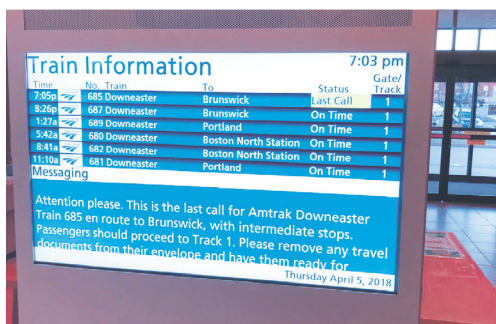 Train Information 7:03 pm
Time No. Train To Status Gate/ Track
7:05p 685 Downeaster Brunswick Last Call 1
8:26p 687 Downeaster Brunswick On Time 1
1:27a 689 Downeaster Portland On Time 1
5:42a 680 Downeaster Boston North Station On Time 1
8:41a 682 Downeaster Boston North Station On Time 1
11:10a 681 Downeaster Portland On Time 1
Messaging
Attention please. This is the last call for Amtrak Downeaster
Train 685 en route to Brunswick, with intermediate stops.
Passengers should proceed to Track 1. Please remove any travel
documents from their envelope and have them ready for
Thursday April 5, 2018